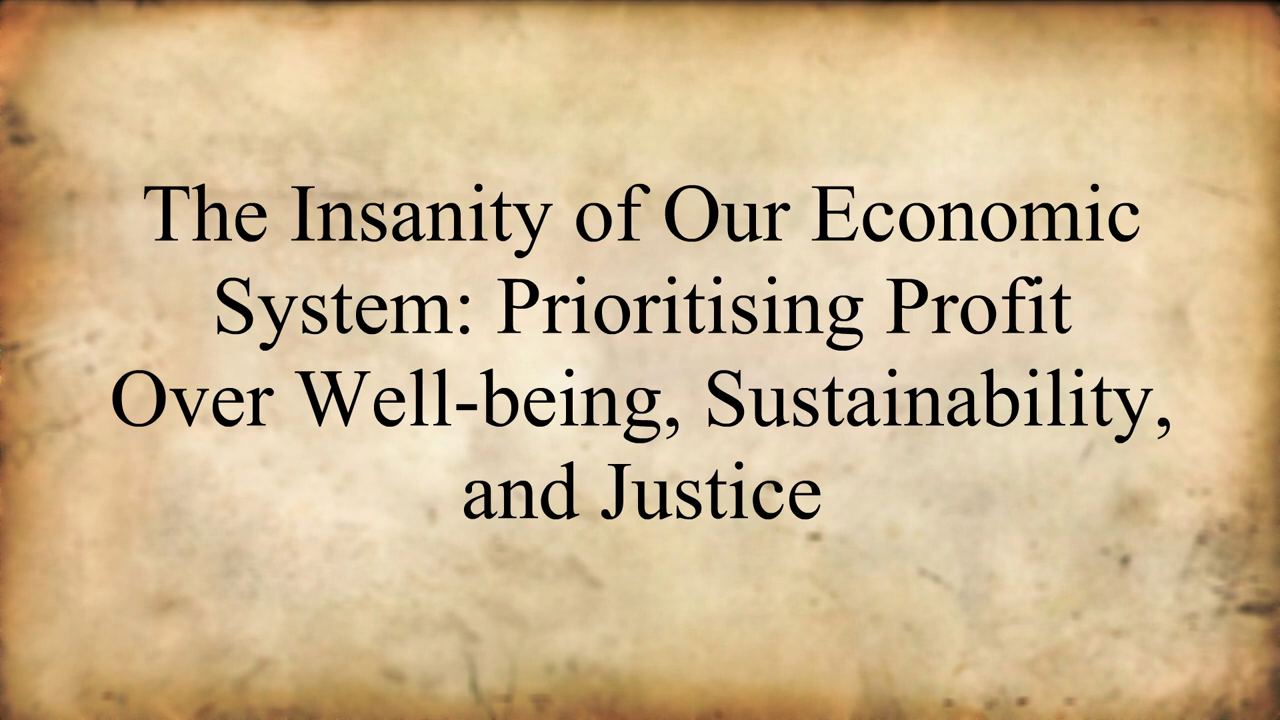 The Insanity of Our Economic
System: Prioritising Profit
Over Well-being, Sustainability,
and Justice